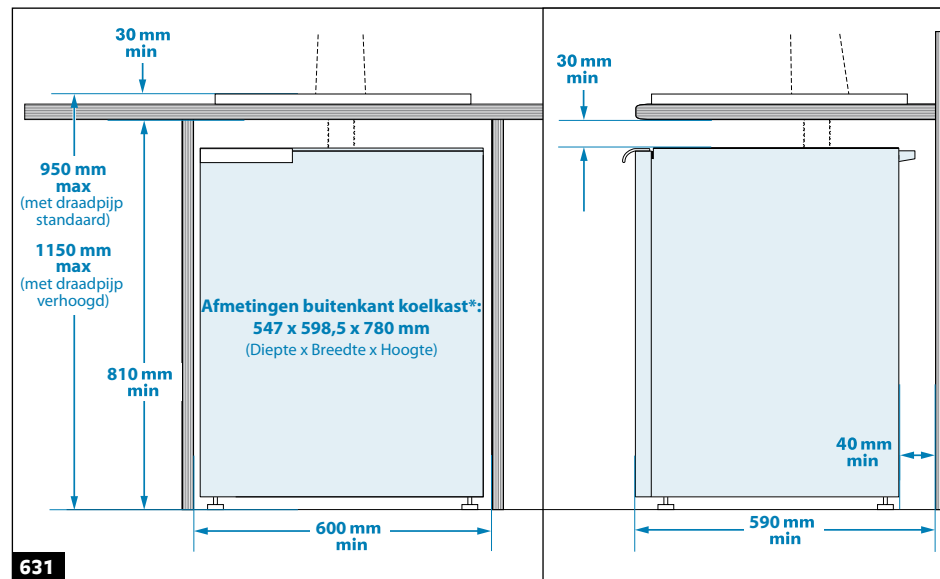 30 mm
min
950 mm
max
(met draadpijp
standaard)
1150 mm
max
(met draadpijp
verhoogd)
810 mm
min
Afmetingen buitenkant koelkast*:
547 x 598,5 x 780 mm
(Diepte x Breedte x Hoogte)
600 mm
min
631
30 mm
min
40 mm
min
590 mm
min